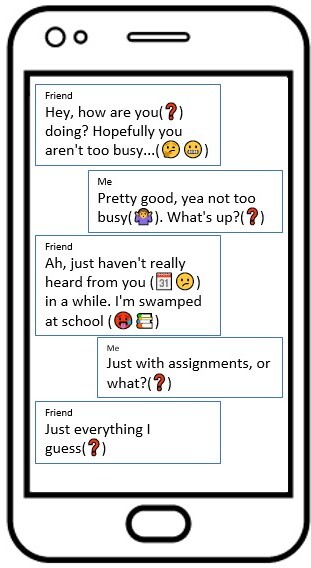 Friend
Hey, how are you(❓)
doing? Hopefully you
aren't too busy...(🤔 😬)
Me
Pretty good, yea not too
busy(🤷‍♀️). What's up?(❓)
Friend
Ah, just haven't really
heard from you (📅 😕)
in a while. I'm swamped
at school (🥵 📚)
Me
Just with assignments, or
what?(❓)
Friend
Just everything I
guess(❓)